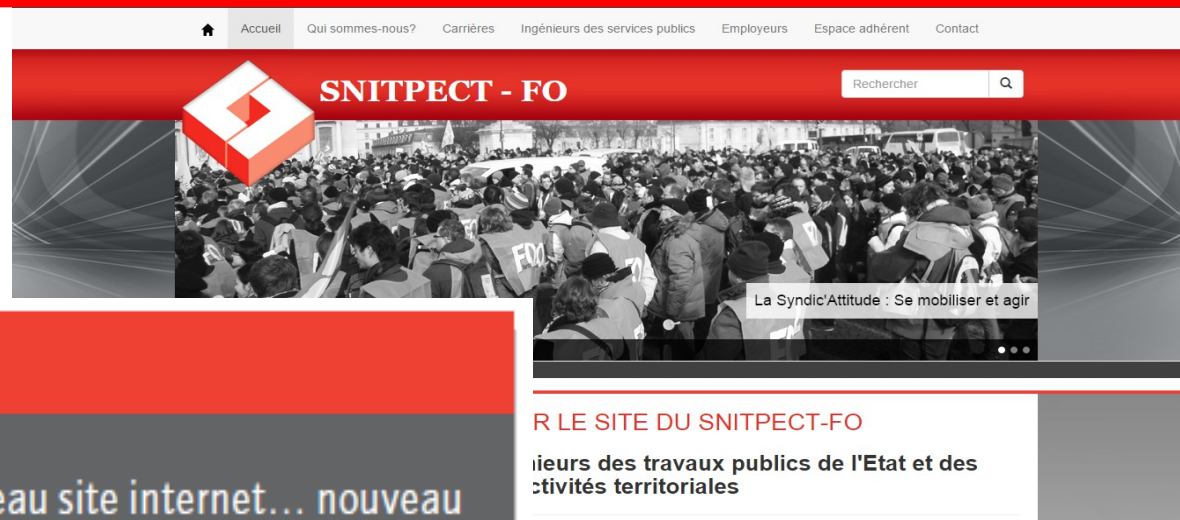 Accueil Qui sommes-nous? Carrières Ingénieurs des services publics Employeurs Espace adhérent Contact
SNITPECT - FO
Rechercher
La Syndic'Attitude : Se mobiliser et agir
R LE SITE DU SNITPECT-FO
ieurs des travaux publics de l'Etat et des
ctivités territoriales
eau site internet... nouveau